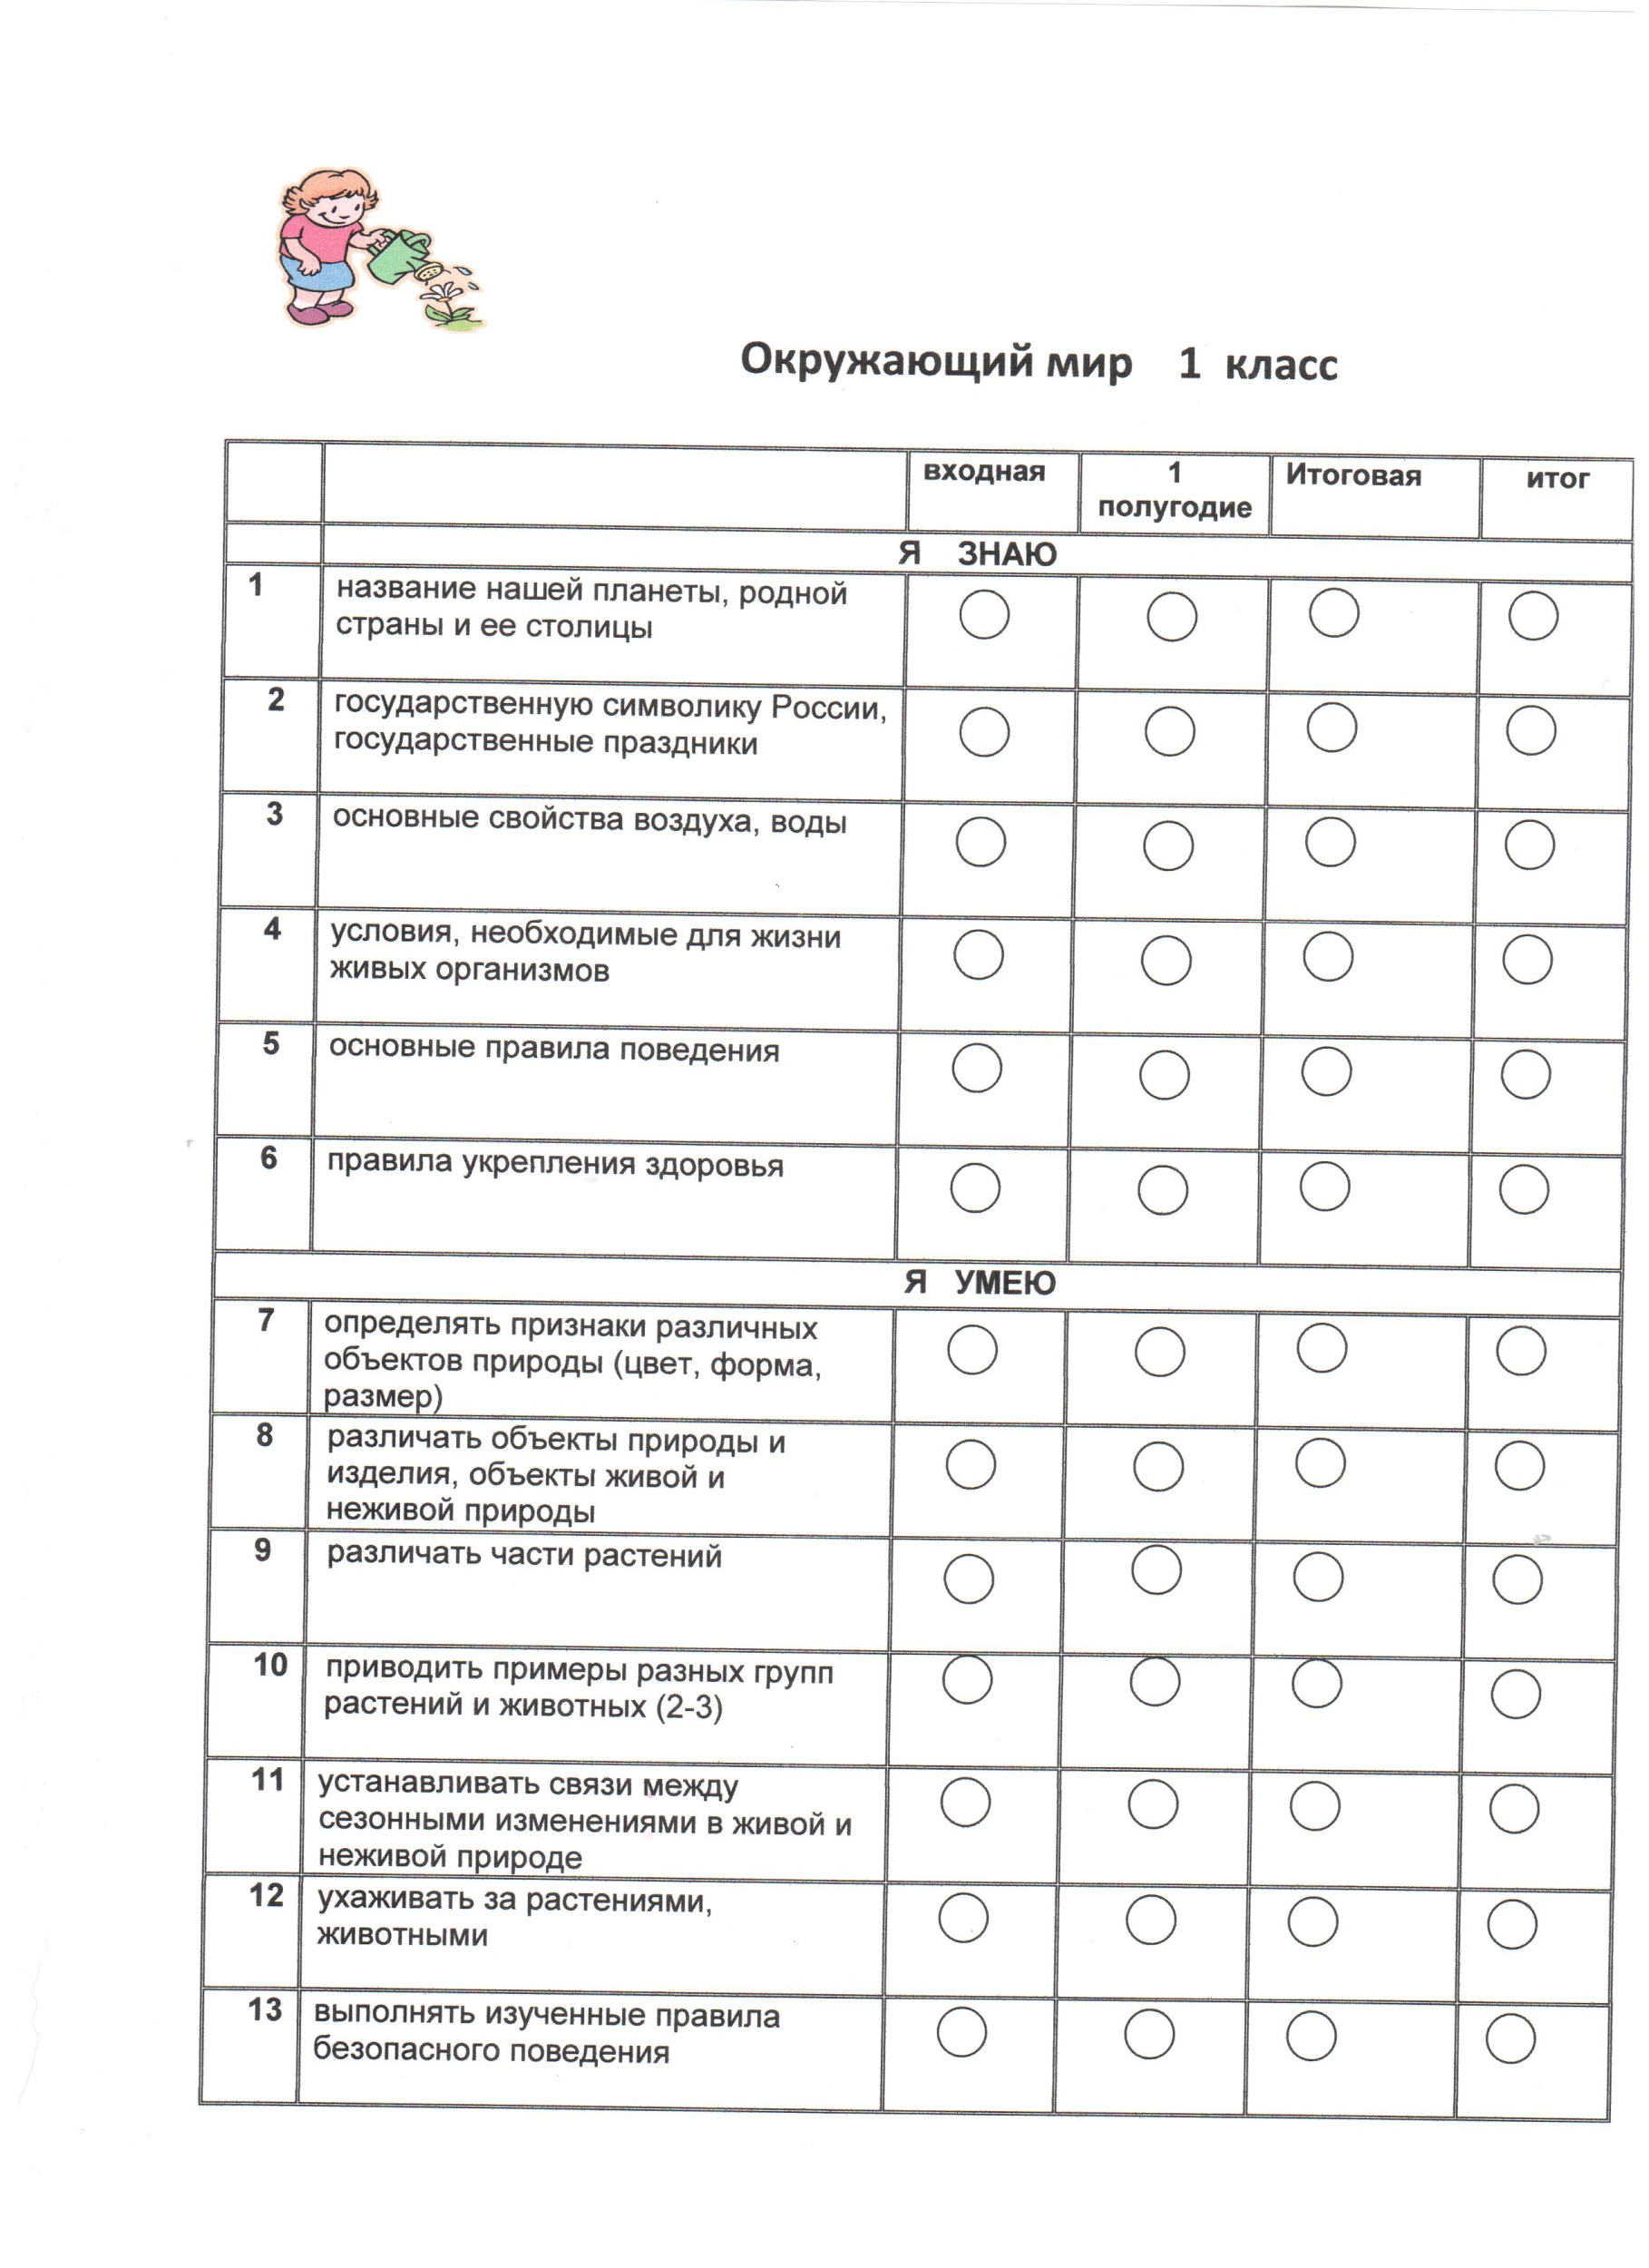 Окружающий мир 1 класс
входная 1 Итоговая итог
полугодие
Я ЗНАЮ
1 название нашей планеты, родной
страны и ее столицы
2 государственную символику России,
государственные праздники
3 основные свойства воздуха, воды
4 условия, необходимые для жизни
живых организмов
5 основные правила поведения
6 правила укрепления здоровья
Я УМЕЮ
7 определять признаки различных
объектов природы (цвет, форма,
размер)
8 различать объекты природы и
изделия, объекты живой и
неживой природы
9 различать части растений
10 приводить примеры разных групп
растений и животных (2-3)
11 устанавливать связи между
сезонными изменениями в живой и
неживой природе
12 ухаживать за растениями,
животными
13 выполнять изученные правила
безопасного поведения